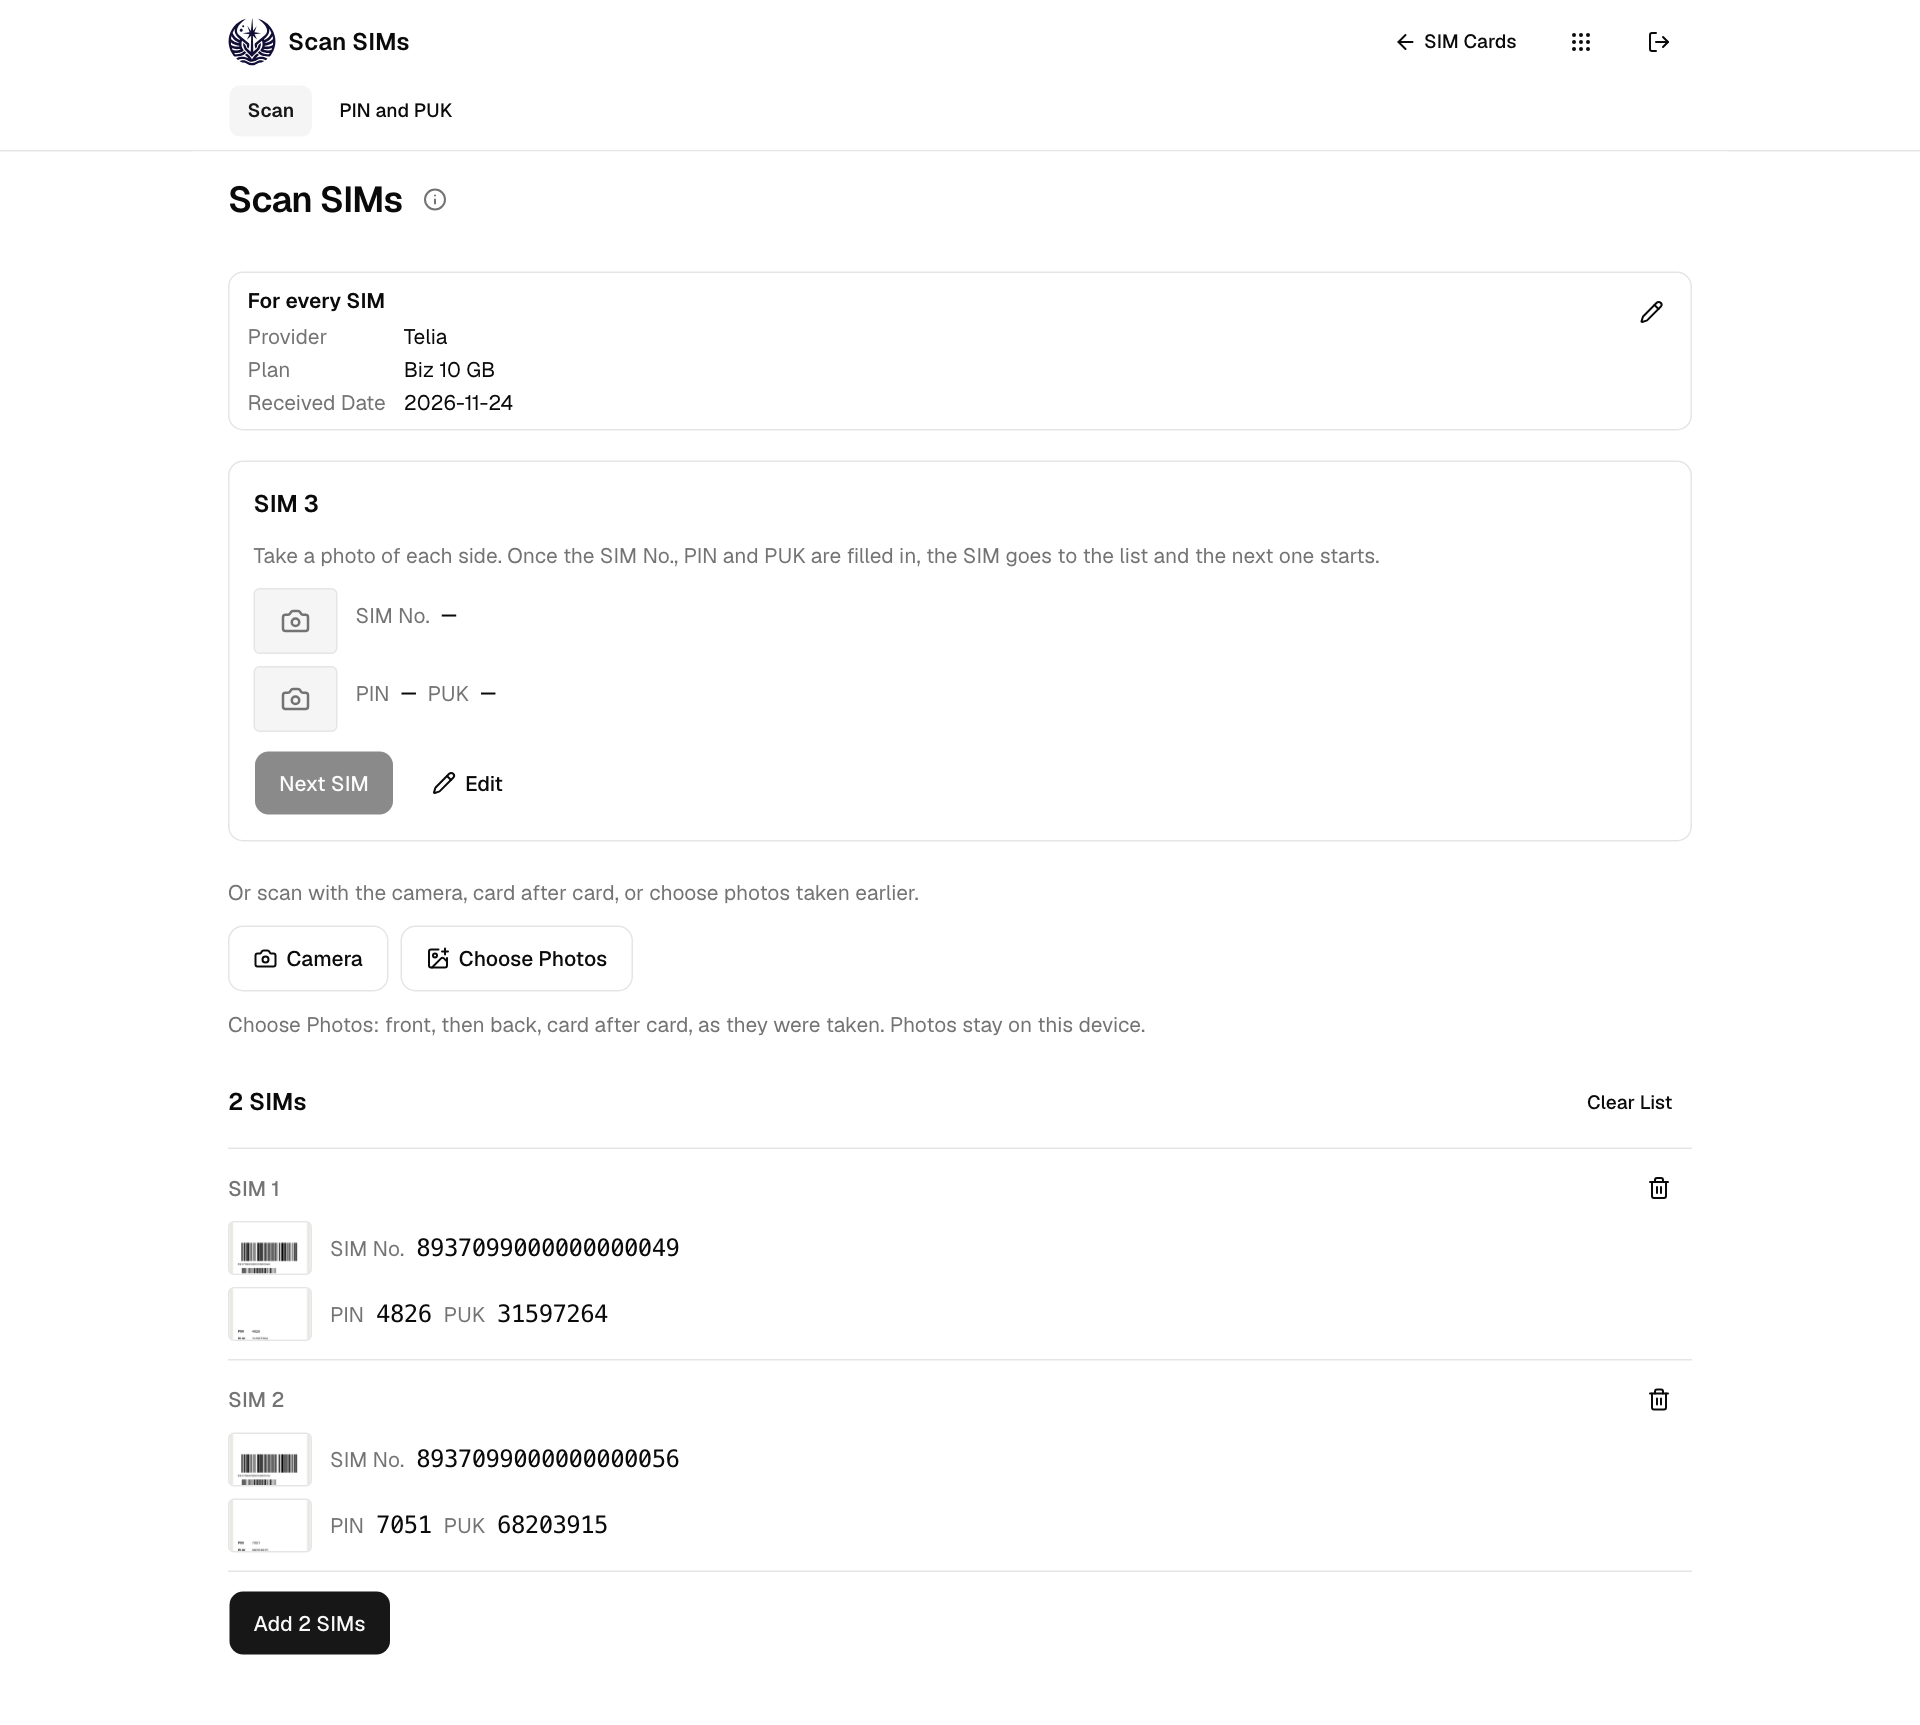 Scan SIMs
SIM Cards
Scan PIN and PUK
Scan SIMs
For every SIM
Provider Telia
Plan Biz 10 GB
Received Date 2026-11-24
SIM 3
Take a photo of each side. Once the SIM No., PIN and PUK are filled in, the SIM goes to the list and the next one starts.
SIM No. —
PIN — PUK —
Next SIM Edit
Or scan with the camera, card after card, or choose photos taken earlier.
Camera Choose Photos
Choose Photos: front, then back, card after card, as they were taken. Photos stay on this device.
2 SIMs Clear List
SIM 1
SIM No. 8937099000000000049
PIN 4826 PUK 31597264
SIM 2
SIM No. 8937099000000000056
PIN 7051 PUK 68203915
Add 2 SIMs